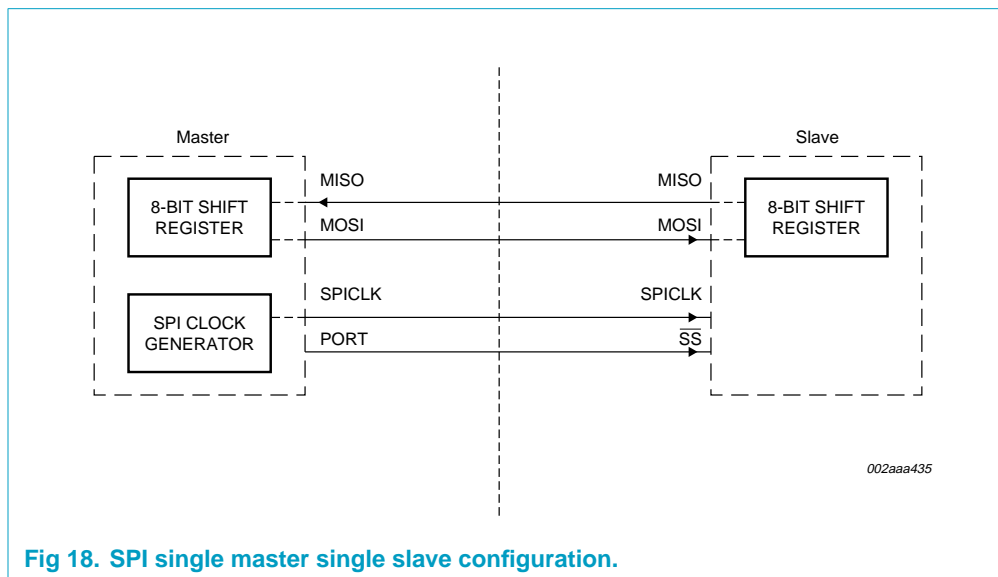 Master
Slave
8-BIT SHIFT
REGISTER
MISO
MISO
8-BIT SHIFT
REGISTER
MOSI
MOSI
SPI CLOCK
GENERATOR
SPICLK
SPICLK
PORT
S̅S̅
002aaa435
Fig 18. SPI single master single slave configuration.